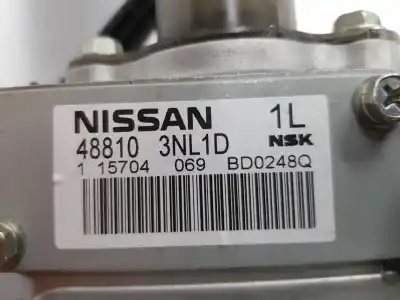 NISSAN 1L
48810 3NL1D NSK
1 15704 069 BD0248Q